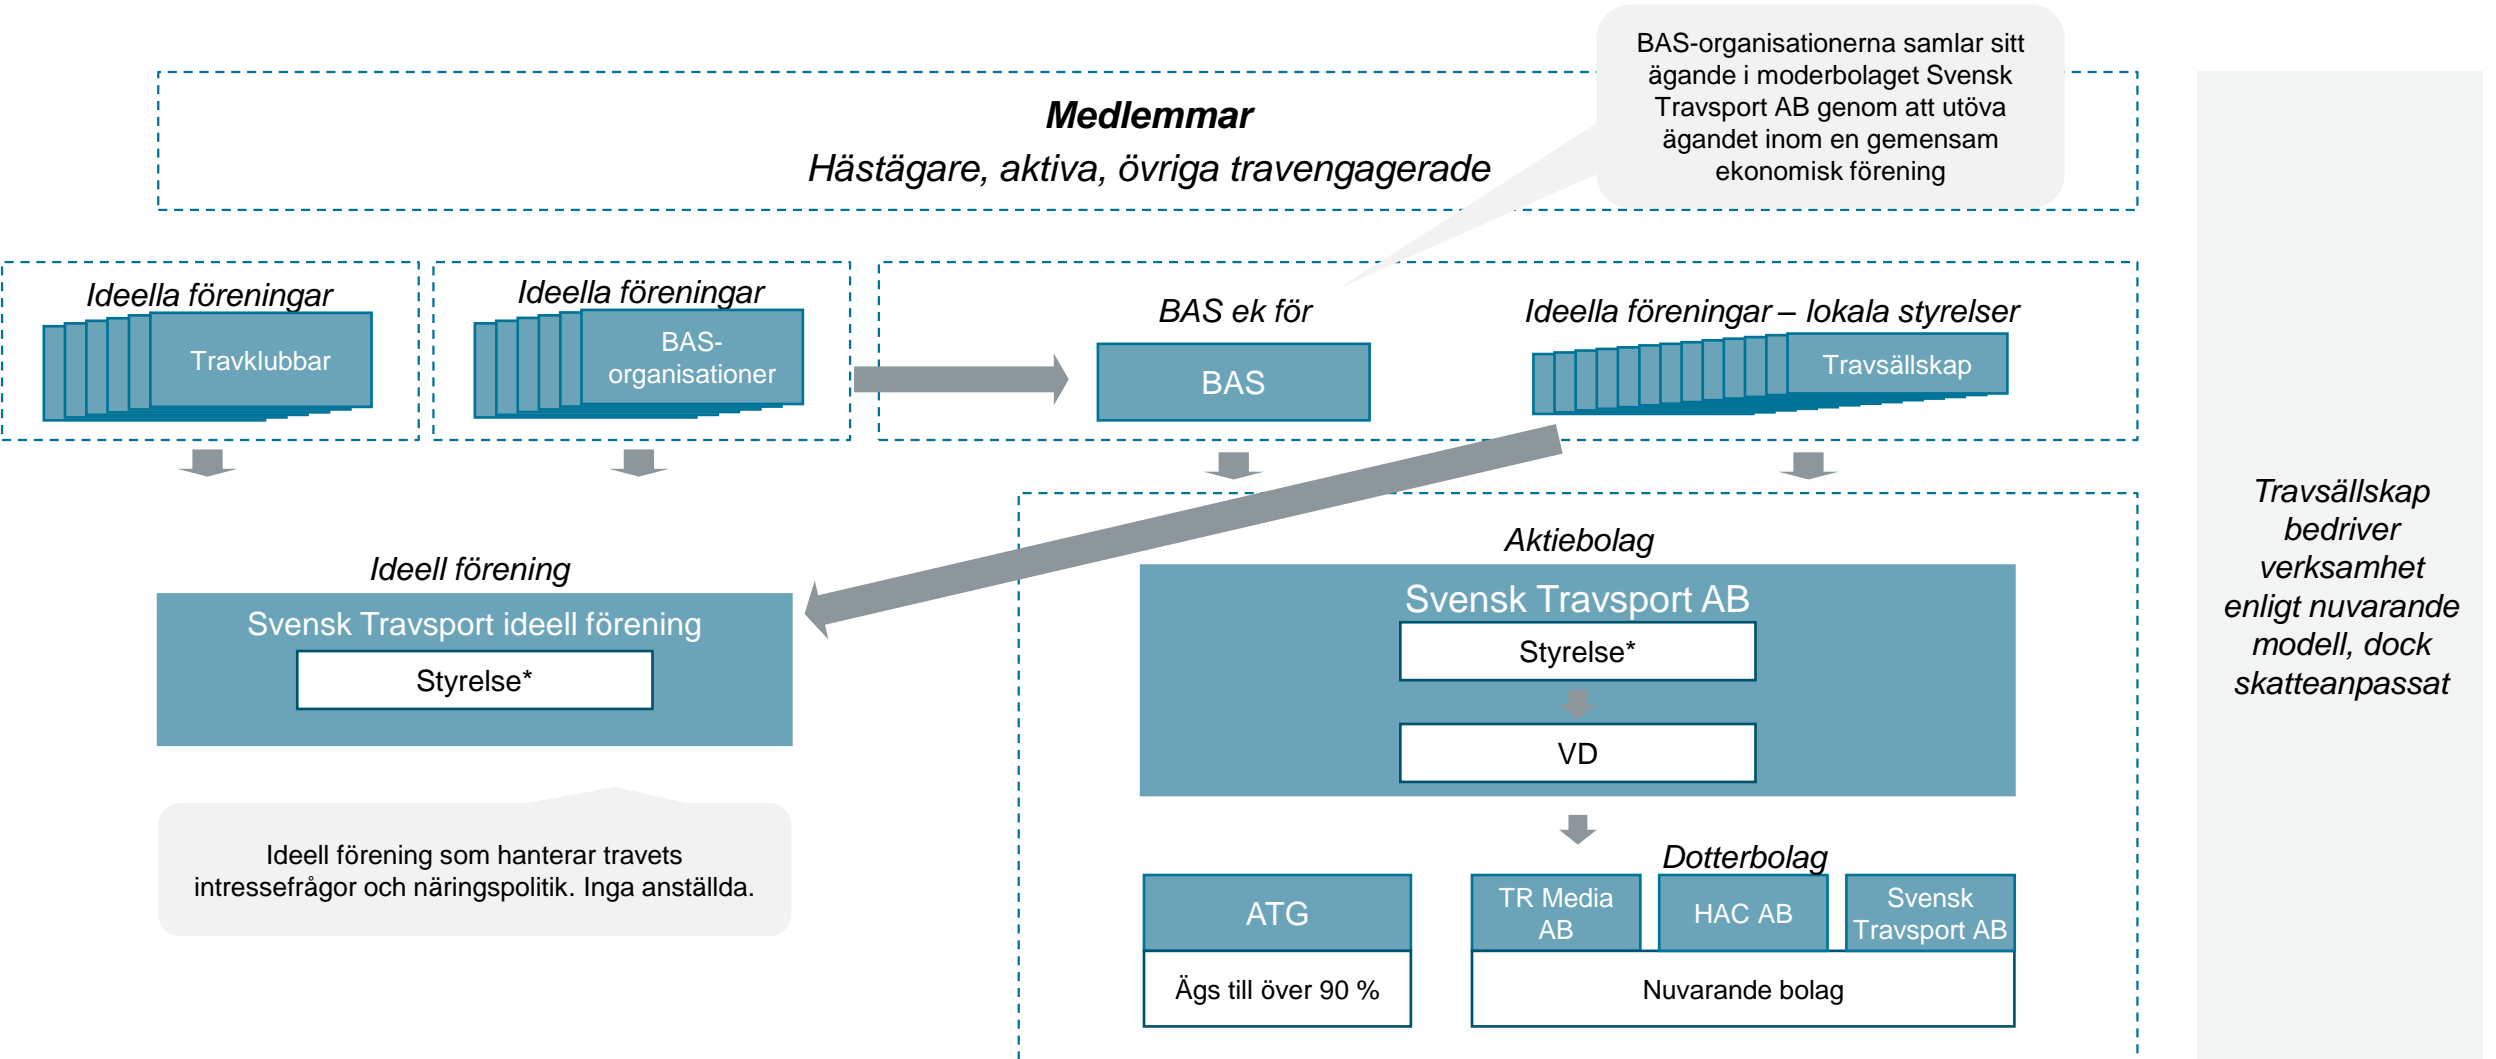 BAS-organisationerna samlar sitt
ägande i moderbolaget Svensk
Travsport AB genom att utöva
ägandet inom en gemensam
ekonomisk förening
Medlemmar
Hästägare, aktiva, övriga travengagerade
Ideella föreningar
Travklubbar
Ideella föreningar
BAS-
organisationer
BAS ek för
BAS
Ideella föreningar – lokala styrelser
Travsällskap
Travsällskap
bedriver
verksamhet
enligt nuvarande
modell, dock
skatteanpassat
Ideell förening
Svensk Travsport ideell förening
Styrelse*
Ideell förening som hanterar travets
intressefrågor och näringspolitik. Inga anställda.
Aktiebolag
Svensk Travsport AB
Styrelse*
VD
Dotterbolag
ATG
Ägs till över 90 %
TR Media
AB
HAC AB
Svensk
Travsport AB
Nuvarande bolag